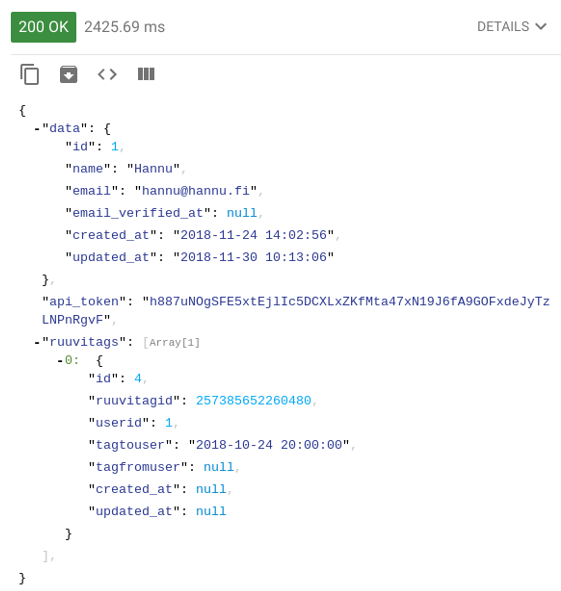 200 OK 2425.69 ms DETAILS
{
-"data": {
"id": 1,
"name": "Hannu",
"email": "hannu@hannu.fi",
"email_verified_at": null,
"created_at": "2018-11-24 14:02:56",
"updated_at": "2018-11-30 10:13:06"
},
"api_token": "h887uNOgSFE5xtEjlIc5DCXLxZKfMta47xN19J6fA9GOFxdeJyTz
LNPnRgvF",
-"ruuvitags": [Array[1]
-0: {
"id": 4,
"ruuvitagid": 257385652260480,
"userid": 1,
"tagtouser": "2018-10-24 20:00:00",
"tagfromuser": null,
"created_at": null,
"updated_at": null
}
],
}